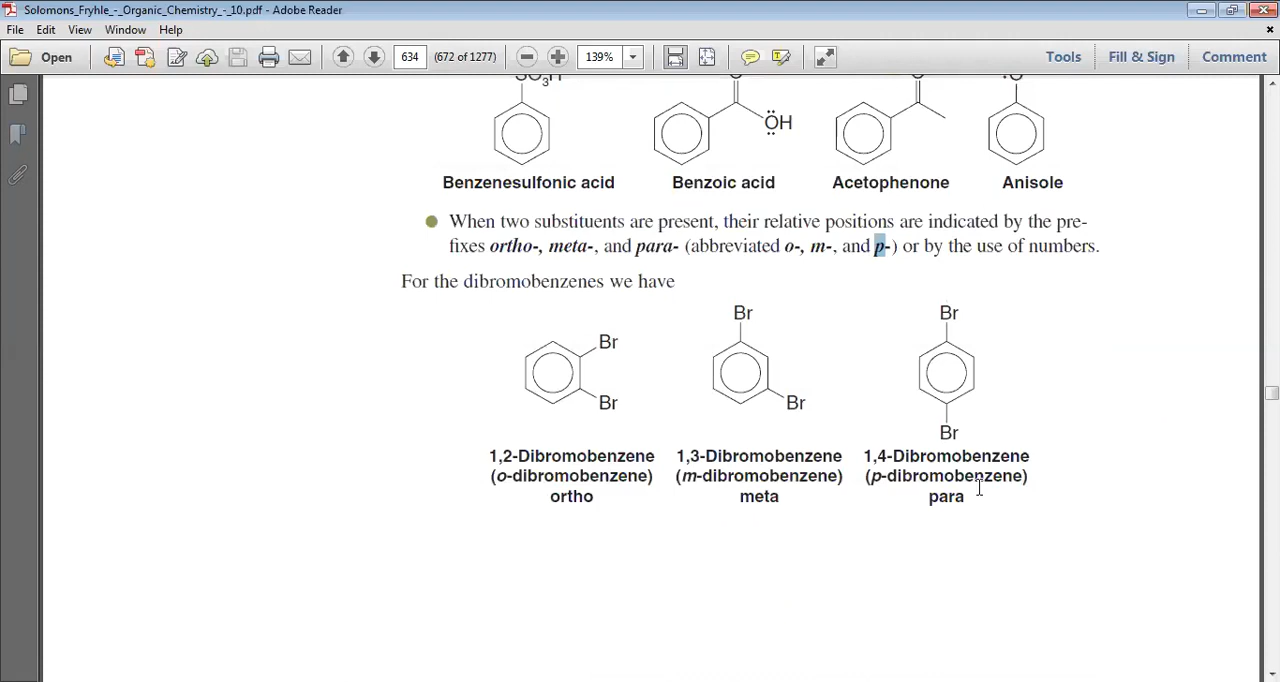 Solomons_Fryhle_-_Organic_Chemistry_-_10.pdf - Adobe Reader
File Edit View Window Help
Open 634 (672 of 1277) 139% Tools Fill & Sign Comment
SO3H O O
ÖH
Benzenesulfonic acid Benzoic acid Acetophenone Anisole
When two substituents are present, their relative positions are indicated by the pre-
fixes ortho-, meta-, and para- (abbreviated o-, m-, and p-) or by the use of numbers.
For the dibromobenzenes we have
Br Br Br
Br Br
Br
1,2-Dibromobenzene 1,3-Dibromobenzene 1,4-Dibromobenzene
(o-dibromobenzene) (m-dibromobenzene) (p-dibromobenzene)
ortho meta para